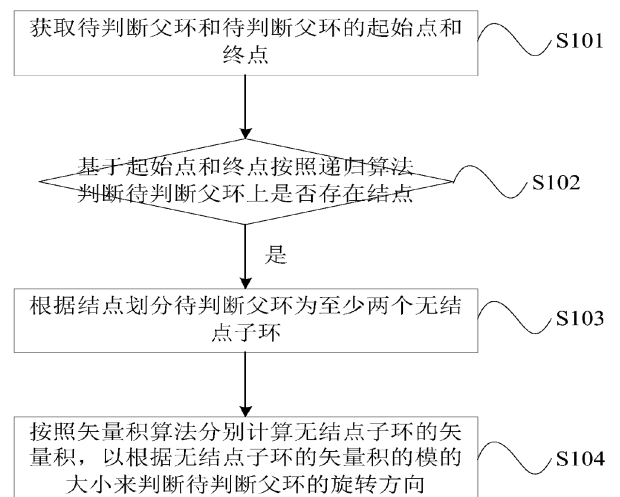 获取待判断父环和待判断父环的起始点和
终点
S101
基于起始点和终点按照递归算法
判断待判断父环上是否存在结点
S102
是
根据结点划分待判断父环为至少两个无结
点子环
S103
按照矢量积算法分别计算无结点子环的矢
量积，以根据无结点子环的矢量积的模的
大小来判断待判断父环的旋转方向
S104